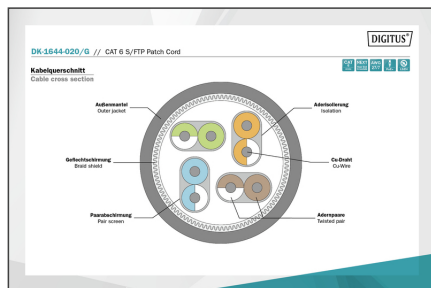 DIGITUS®
DK-1644-020/G // CAT 6 S/FTP Patch Cord
Kabelquerschnitt
Cable cross section
Außenmantel
Outer jacket
Aderisolierung
Isolation
Geflechtschirmung
Braid shield
Cu-Draht
Cu-Wire
Paarabschirmung
Pair screen
Adernpaare
Twisted pair